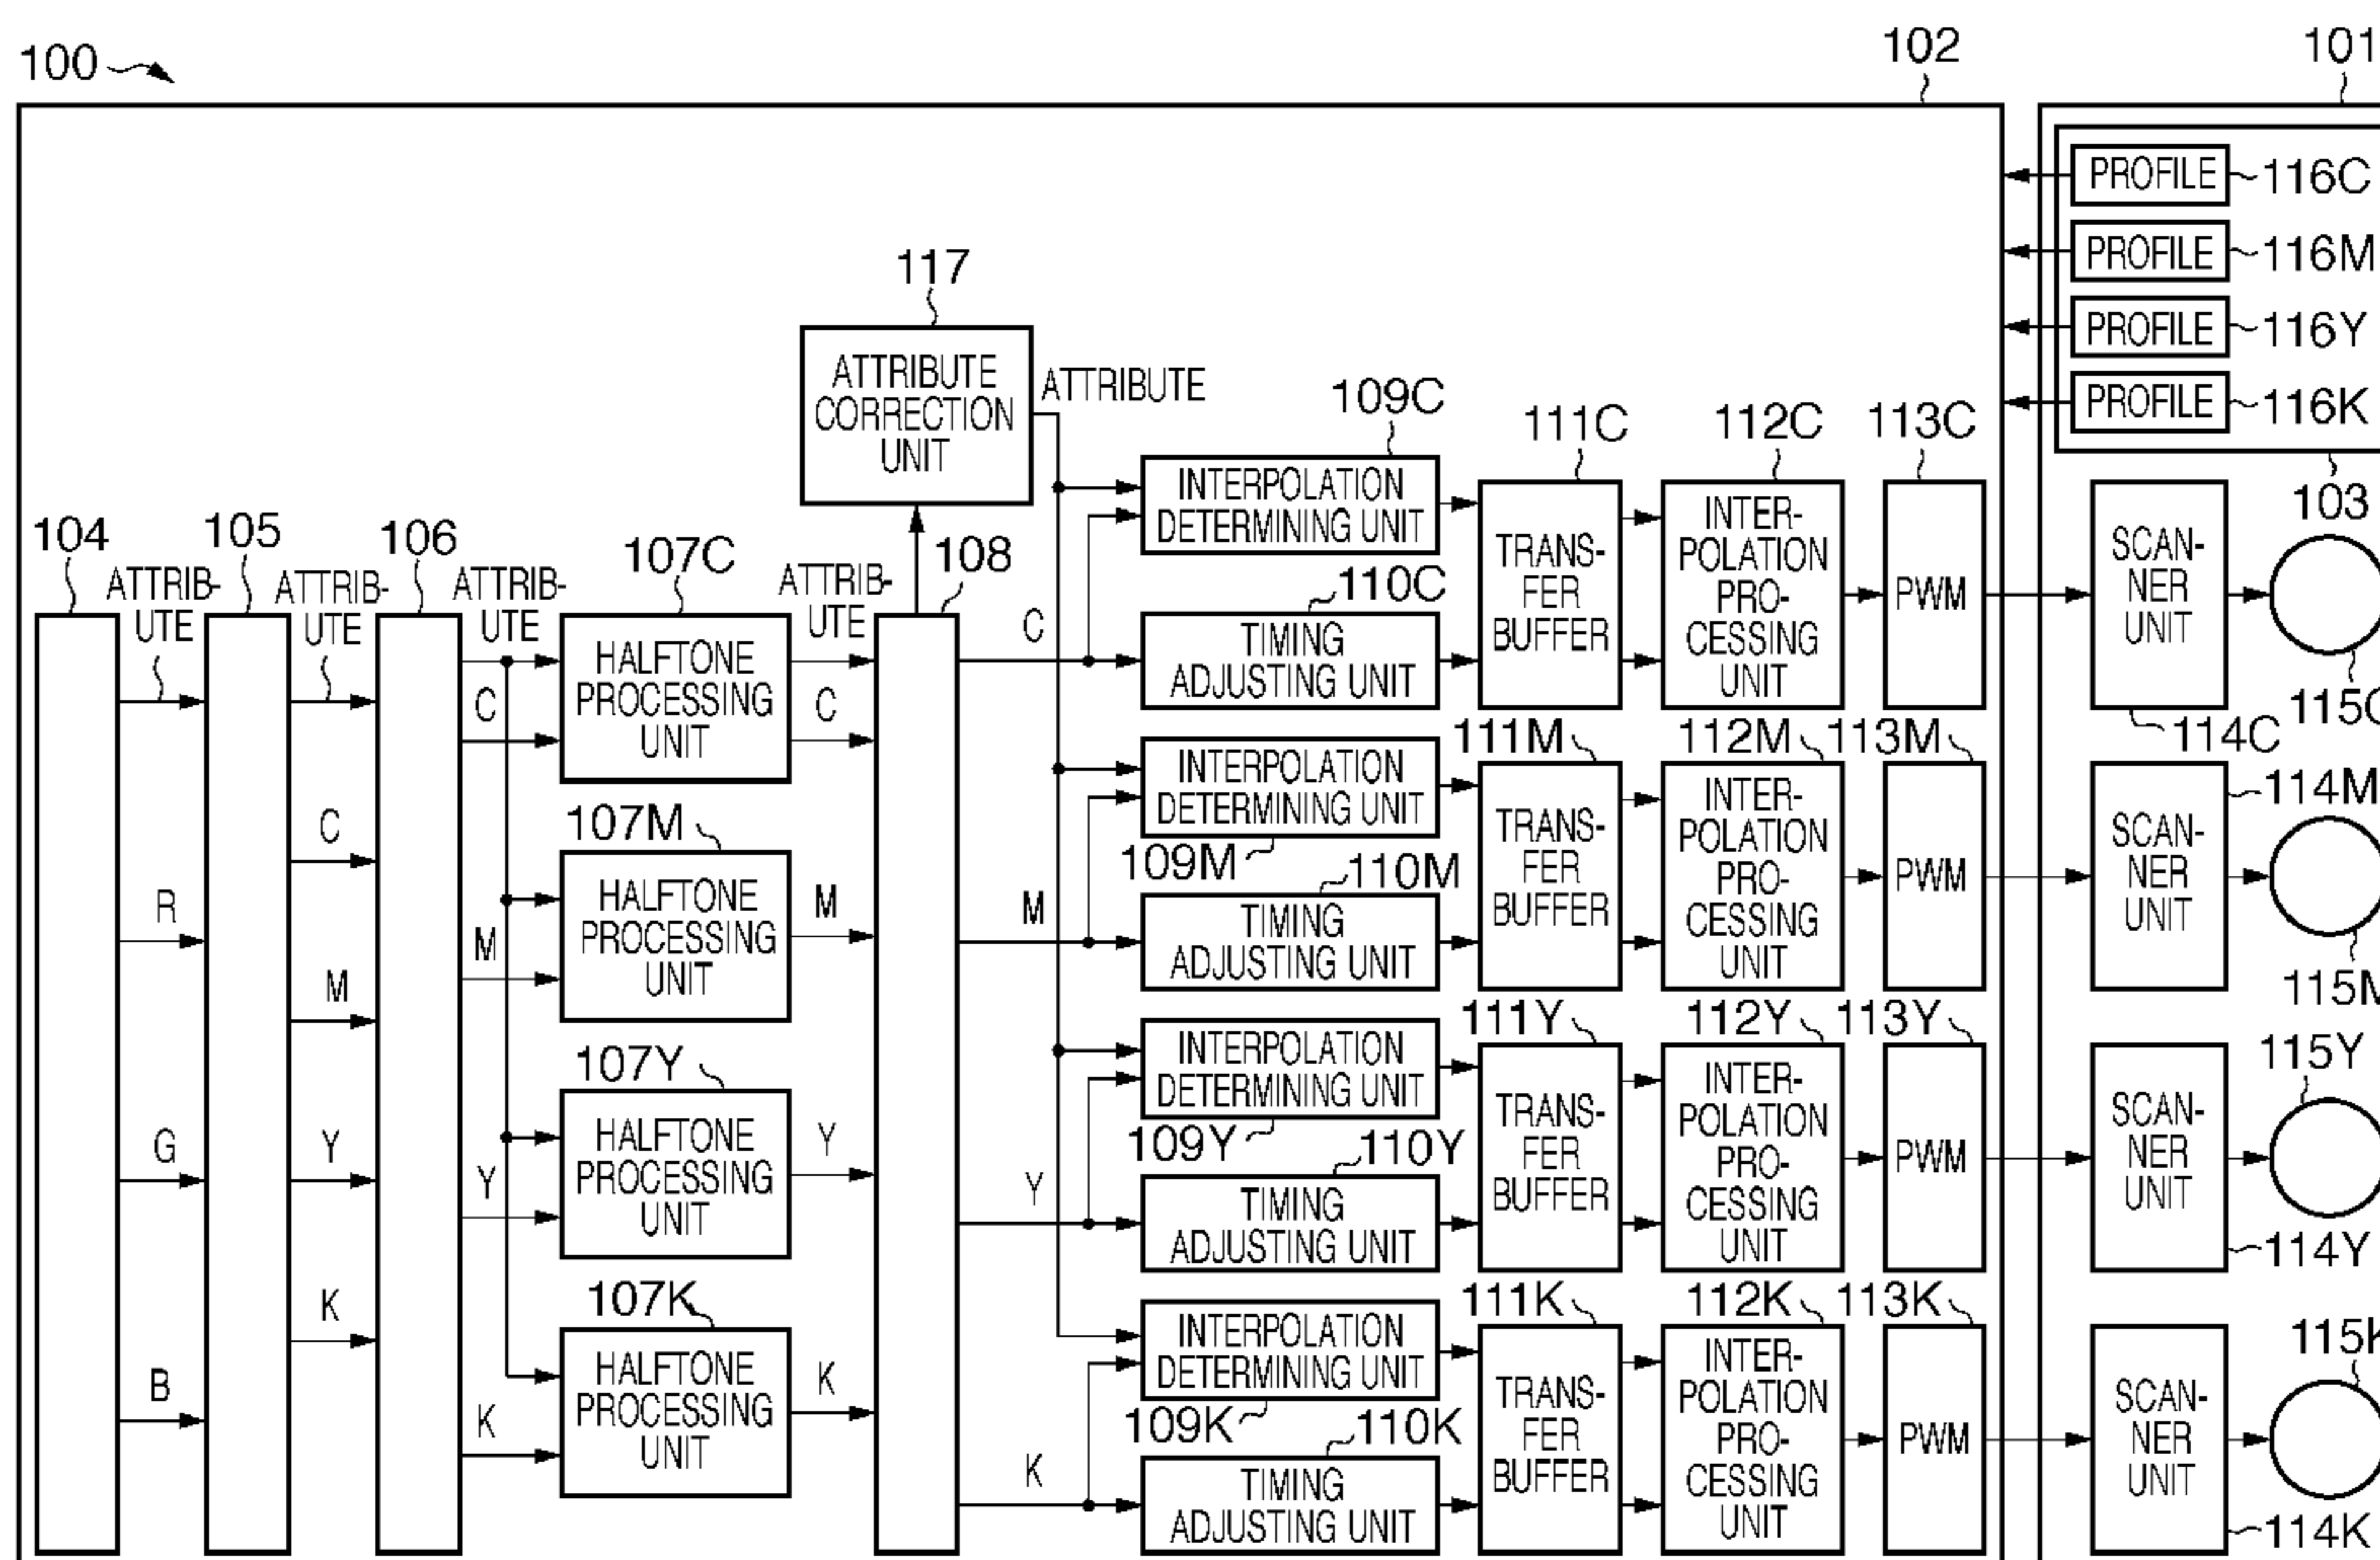 100
102
101
PROFILE
116C
PROFILE
116M
PROFILE
116Y
PROFILE
116K
103
117
ATTRIBUTE
CORRECTION
UNIT
ATTRIBUTE
104
ATTRIB-
UTE
105
ATTRIB-
UTE
106
ATTRIB-
UTE
107C
ATTRIB-
UTE
108
R
G
B
C
M
Y
K
C
M
Y
K
HALFTONE
PROCESSING
UNIT
107M
HALFTONE
PROCESSING
UNIT
107Y
HALFTONE
PROCESSING
UNIT
107K
HALFTONE
PROCESSING
UNIT
C
M
Y
K
C
M
Y
K
109C
INTERPOLATION
DETERMINING UNIT
110C
TIMING
ADJUSTING UNIT
111C
TRANS-
FER
BUFFER
112C
INTER-
POLATION
PRO-
CESSING
UNIT
113C
PWM
SCAN-
NER
UNIT
114C
115C
INTERPOLATION
DETERMINING UNIT
109M
110M
TIMING
ADJUSTING UNIT
111M
TRANS-
FER
BUFFER
112M
INTER-
POLATION
PRO-
CESSING
UNIT
113M
PWM
SCAN-
NER
UNIT
114M
115M
INTERPOLATION
DETERMINING UNIT
109Y
110Y
TIMING
ADJUSTING UNIT
111Y
TRANS-
FER
BUFFER
112Y
INTER-
POLATION
PRO-
CESSING
UNIT
113Y
PWM
SCAN-
NER
UNIT
114Y
115Y
INTERPOLATION
DETERMINING UNIT
109K
110K
TIMING
ADJUSTING UNIT
111K
TRANS-
FER
BUFFER
112K
INTER-
POLATION
PRO-
CESSING
UNIT
113K
PWM
SCAN-
NER
UNIT
114K
115K